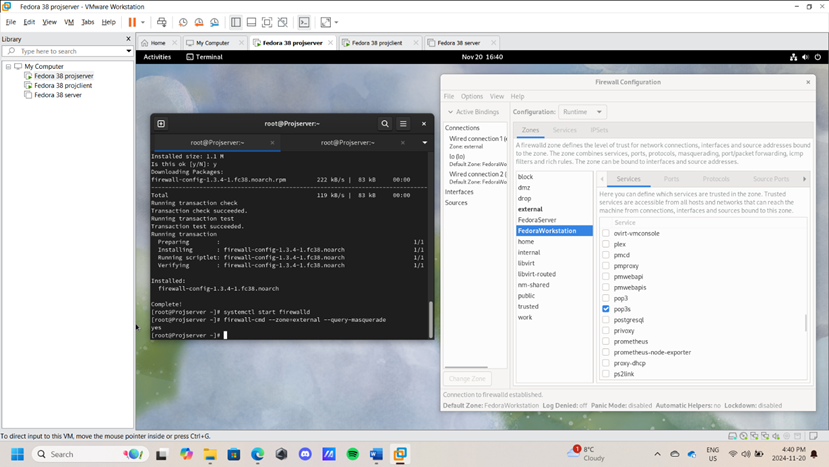 Fedora 38 projserver - VMware Workstation
File Edit View VM Tabs Help
Library
Type here to search
My Computer
Fedora 38 projserver
Fedora 38 projclient
Fedora 38 server
Home My Computer Fedora 38 projserver Fedora 38 projclient Fedora 38 server
Activities Terminal Nov 20 16:40
root@Projserver:~
root@Projserver:~ root@Projserver:~
Installed size: 1.1 M
Is this ok [y/N]: y
Downloading Packages:
firewall-config-1.3.4-1.fc38.noarch.rpm 222 kB/s | 83 kB 00:00
Total 119 kB/s | 83 kB 00:00
Running transaction check
Transaction check succeeded.
Running transaction test
Transaction test succeeded.
Running transaction
Preparing : 1/1
Installing : firewall-config-1.3.4-1.fc38.noarch 1/1
Running scriptlet: firewall-config-1.3.4-1.fc38.noarch 1/1
Verifying : firewall-config-1.3.4-1.fc38.noarch 1/1
Installed:
firewall-config-1.3.4-1.fc38.noarch
Complete!
[root@Projserver ~]# systemctl start firewalld
[root@Projserver ~]# firewall-cmd --zone=external --query-masquerade
yes
[root@Projserver ~]#
Firewall Configuration
File Options View Help
Active Bindings
Connections
Wired connection 1 (
Zone: external
lo (lo)
Default Zone: FedoraWorkst
Wired connection 2 (
Default Zone: FedoraWorkst
Interfaces
Sources
Change Zone
Configuration: Runtime
Zones Services IPSets
A firewalld zone defines the level of trust for network connections, interfaces and source addresses bound
to the zone. The zone combines services, ports, protocols, masquerading, port/packet forwarding, icmp
filters and rich rules. The zone can be bound to interfaces and source addresses.
block
dmz
drop
external
FedoraServer
FedoraWorkstation
home
internal
libvirt
libvirt-routed
nm-shared
public
trusted
work
Services Ports Protocols Source Ports
Here you can define which services are trusted in the zone. Trusted
services are accessible from all hosts and networks that can reach the
machine from connections, interfaces and sources bound to this zone.
Service
ovirt-vmconsole
plex
pmcd
pmproxy
pmwebapi
pmwebapis
pop3
pop3s
postgresql
privoxy
prometheus
prometheus-node-exporter
proxy-dhcp
ps2link
Connection to firewalld established.
Default Zone: FedoraWorkstation Log Denied: off Panic Mode: disabled Automatic Helpers: no Lockdown: disabled
To direct input to this VM, move the mouse pointer inside or press Ctrl+G.
Search
1
8°C
Cloudy
ENG
US
4:40 PM
2024-11-20